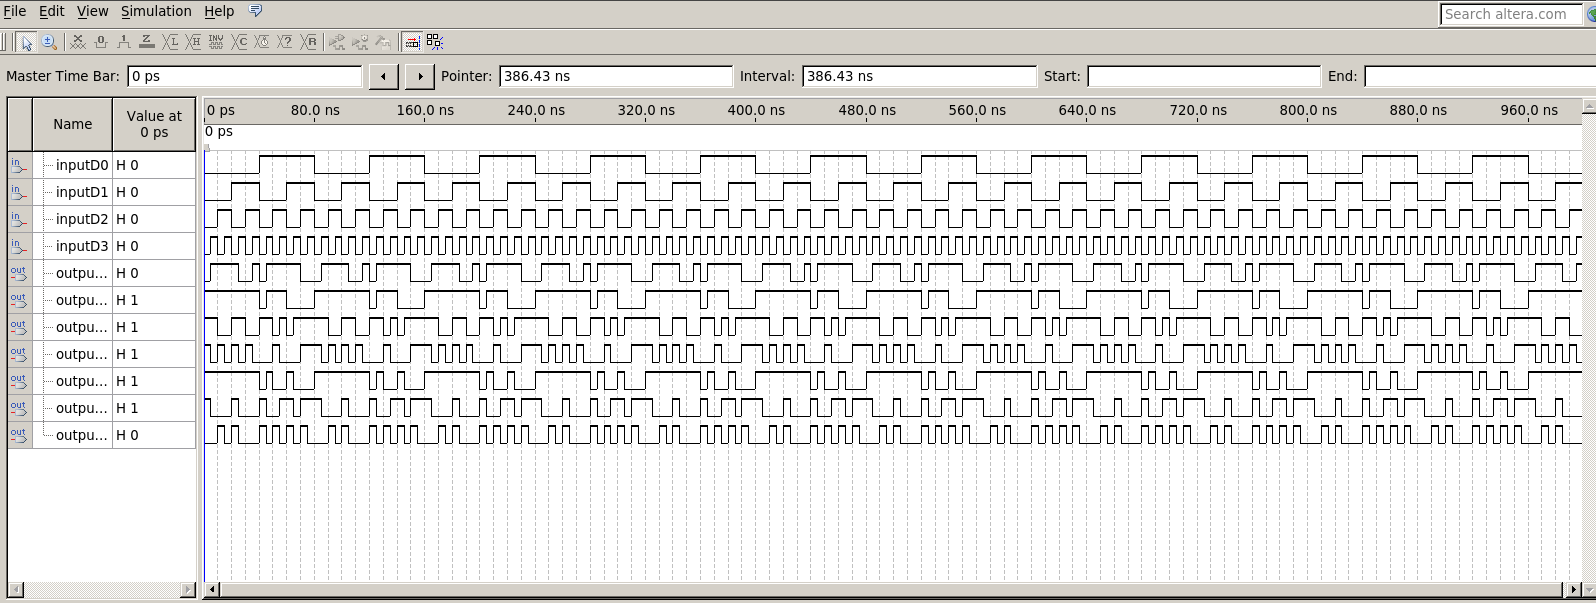 File Edit View Simulation Help
Search altera.com
Master Time Bar: 0 ps Pointer: 386.43 ns Interval: 386.43 ns Start: End:
Name Value at 0 ps
0 ps 80.0 ns 160.0 ns 240.0 ns 320.0 ns 400.0 ns 480.0 ns 560.0 ns 640.0 ns 720.0 ns 800.0 ns 880.0 ns 960.0 ns
0 ps
in inputD0 H 0
in inputD1 H 0
in inputD2 H 0
in inputD3 H 0
out outpu... H 0
out outpu... H 1
out outpu... H 1
out outpu... H 1
out outpu... H 1
out outpu... H 1
out outpu... H 0